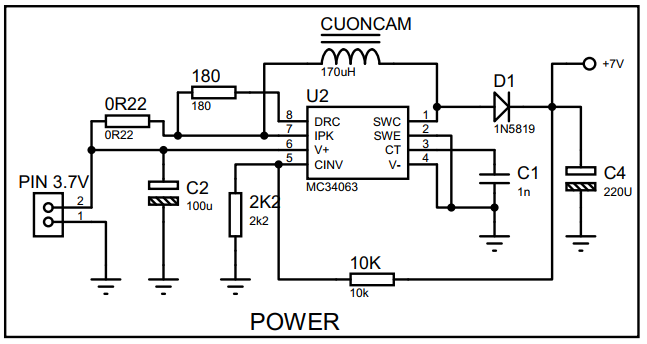 CUONCAM
170uH
180
180
0R22
0R22
U2
8 DRC SWC 1
7 IPK SWE 2
6 V+ CT 3
5 CINV V- 4
MC34063
D1
1N5819
+7V
PIN 3.7V
2
1
C2
100u
2K2
2k2
C1
1n
C4
220U
10K
10k
POWER